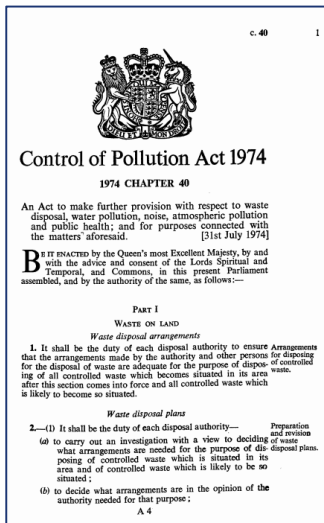 c. 40 1
Control of Pollution Act 1974
1974 CHAPTER 40
An Act to make further provision with respect to waste
disposal, water pollution, noise, atmospheric pollution
and public health; and for purposes connected with
the matters aforesaid. [31st July 1974]
BE IT ENACTED by the Queen's most Excellent Majesty, by and
with the advice and consent of the Lords Spiritual and
Temporal, and Commons, in this present Parliament
assembled, and by the authority of the same, as follows:—
PART I
WASTE ON LAND
Waste disposal arrangements
1. It shall be the duty of each disposal authority to ensure
that the arrangements made by the authority and other persons
for the disposal of waste are adequate for the purpose of dispos-
ing of all controlled waste which becomes situated in its area
after this section comes into force and all controlled waste which
is likely to become so situated.
Arrangements
for disposing
of controlled
waste.
Waste disposal plans
2.—(1) It shall be the duty of each disposal authority—
(a) to carry out an investigation with a view to deciding
what arrangements are needed for the purpose of dis-
posing of controlled waste which is situated in its
area and of controlled waste which is likely to be so
situated;
(b) to decide what arrangements are in the opinion of the
authority needed for that purpose;
Preparation
and revision
of waste
disposal plans.
A 4